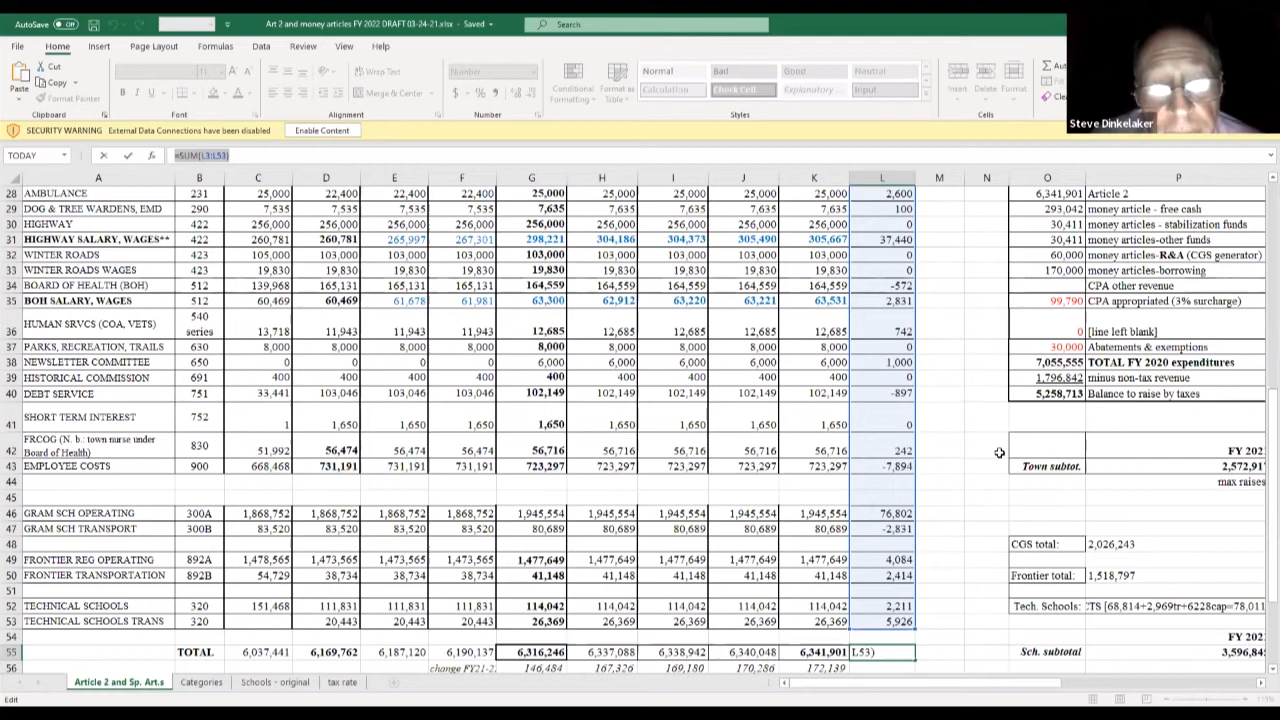 AutoSave Off Art 2 and money articles FY 2022 DRAFT 03-24-21.xlsx - Saved Search
File Home Insert Page Layout Formulas Data Review View Help
Cut Copy Format Painter Paste Clipboard
11 A A B I U Font
Wrap Text Merge & Center Alignment
Number $ % Number
Conditional Formatting Format as Table
Normal Bad Good Neutral
Calculation Check Cell Explanatory ... Input
Styles
Insert Delete Format Cells
Steve Dinkelaker
SECURITY WARNING External Data Connections have been disabled Enable Content
TODAY fx =SUM(L3:L53)
A B C D E F G H I J K L M N O P
28 AMBULANCE 231 25,000 22,400 22,400 22,400 25,000 25,000 25,000 25,000 25,000 2,600 6,341,901 Article 2
29 DOG & TREE WARDENS, EMD 290 7,535 7,535 7,535 7,535 7,635 7,635 7,635 7,635 7,635 100 293,042 money article - free cash
30 HIGHWAY 422 256,000 256,000 256,000 256,000 256,000 256,000 256,000 256,000 256,000 0 30,411 money articles - stabilization funds
31 HIGHWAY SALARY, WAGES** 422 260,781 260,781 265,997 267,301 298,221 304,186 304,373 305,490 305,667 37,440 30,411 money articles-other funds
32 WINTER ROADS 423 105,000 103,000 103,000 103,000 103,000 103,000 103,000 103,000 103,000 0 60,000 money articles-R&A (CGS generator)
33 WINTER ROADS WAGES 423 19,830 19,830 19,830 19,830 19,830 19,830 19,830 19,830 19,830 0 170,000 money articles-borrowing
34 BOARD OF HEALTH (BOH) 512 139,968 165,131 165,131 165,131 164,559 164,559 164,559 164,559 164,559 -572 CPA other revenue
35 BOH SALARY, WAGES 512 60,469 60,469 61,678 61,981 63,300 62,912 63,220 63,221 63,531 2,831 99,790 CPA appropriated (3% surcharge)
36 HUMAN SRVCS (COA, VETS) 540 series 13,718 11,943 11,943 11,943 12,685 12,685 12,685 12,685 12,685 742 0 [line left blank]
37 PARKS, RECREATION, TRAILS 630 8,000 8,000 8,000 8,000 8,000 8,000 8,000 8,000 8,000 0 30,000 Abatements & exemptions
38 NEWSLETTER COMMITTEE 650 0 0 0 0 6,000 6,000 6,000 6,000 6,000 1,000 7,055,555 TOTAL FY 2020 expenditures
39 HISTORICAL COMMISSION 691 400 400 400 400 400 400 400 400 400 0 1,796,842 minus non-tax revenue
40 DEBT SERVICE 751 33,441 103,046 103,046 103,046 102,149 102,149 102,149 102,149 102,149 -897 5,258,713 Balance to raise by taxes
41 SHORT TERM INTEREST 752 1 1,650 1,650 1,650 1,650 1,650 1,650 1,650 1,650 0
42 FRCOG (N. b.: town nurse under Board of Health) 830 51,992 56,474 56,474 56,474 56,716 56,716 56,716 56,716 56,716 242 FY 202
43 EMPLOYEE COSTS 900 668,468 731,191 731,191 731,191 723,297 723,297 723,297 723,297 723,297 -7,894 Town subtot. 2,572,91
44 max raises
45
46 GRAM SCH OPERATING 300A 1,868,752 1,868,752 1,868,752 1,868,752 1,945,554 1,945,554 1,945,554 1,945,554 1,945,554 76,802
47 GRAM SCH TRANSPORT 300B 83,520 83,520 83,520 83,520 80,689 80,689 80,689 80,689 80,689 -2,831
48 CGS total: 2,026,243
49 FRONTIER REG OPERATING 892A 1,478,565 1,473,565 1,473,565 1,473,565 1,477,649 1,477,649 1,477,649 1,477,649 1,477,649 4,084
50 FRONTIER TRANSPORTATION 892B 54,729 38,734 38,734 38,734 41,148 41,148 41,148 41,148 41,148 2,414 Frontier total: 1,518,797
51
52 TECHNICAL SCHOOLS 320 151,468 111,831 111,831 111,831 114,042 114,042 114,042 114,042 114,042 2,211 Tech. Schools: CTS [68,814+2,969tr+6228cap=78,011
53 TECHNICAL SCHOOLS TRANS 320 20,443 20,443 20,443 26,369 26,369 26,369 26,369 26,369 5,926
54 FY 202
55 TOTAL 6,037,441 6,169,762 6,187,120 6,190,137 6,316,246 6,337,088 6,338,942 6,340,048 6,341,901 L53) Sch. subtotal 3,596,84
56 change FY21-2 146,484 167,326 169,180 170,286 172,139
Article 2 and Sp. Art.s Categories Schools - original tax rate
Edit